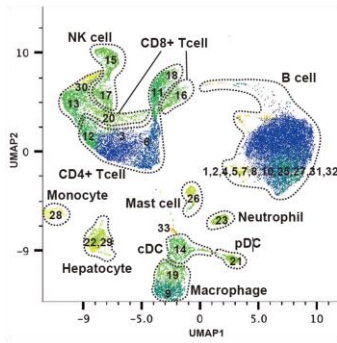 NK cell
CD8+ Tcell
B cell
10
15
30
18
13
17
11
16
20
5
12
3
6
0
1,2,4,5,7,8,10,25,27,31,32
CD4+ Tcell
Monocyte
Mast cell
26
Neutrophil
28
23
33
cDC
pDC
22,29
14
-9
21
Hepatocyte
19
9
Macrophage
UMAP2
-9
-5.0
0
5.0
10
UMAP1